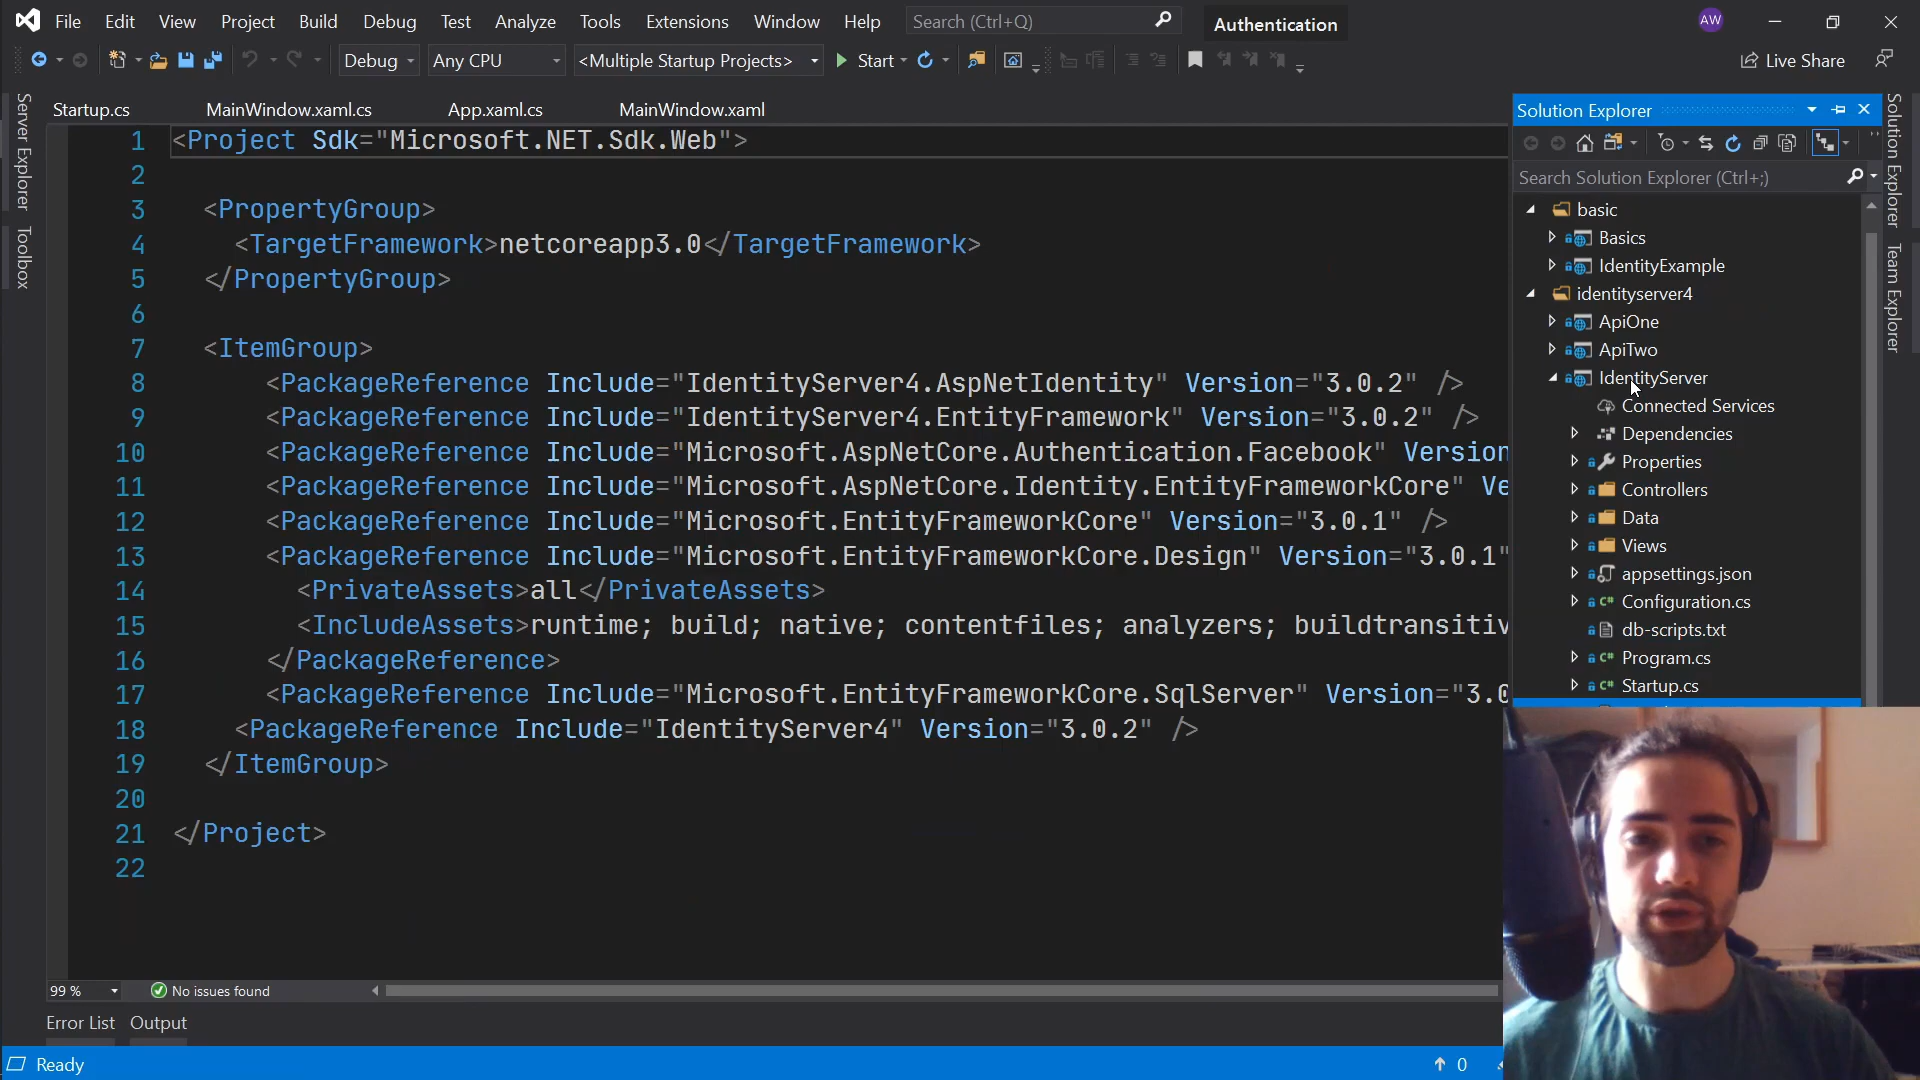 File Edit View Project Build Debug Test Analyze Tools Extensions Window Help Search (Ctrl+Q) Authentication AW
Debug Any CPU <Multiple Startup Projects> Start Live Share
Startup.cs MainWindow.xaml.cs App.xaml.cs MainWindow.xaml
Server Explorer
Toolbox
1 <Project Sdk="Microsoft.NET.Sdk.Web">
2
3 <PropertyGroup>
4 <TargetFramework>netcoreapp3.0</TargetFramework>
5 </PropertyGroup>
6
7 <ItemGroup>
8 <PackageReference Include="IdentityServer4.AspNetIdentity" Version="3.0.2" />
9 <PackageReference Include="IdentityServer4.EntityFramework" Version="3.0.2" />
10 <PackageReference Include="Microsoft.AspNetCore.Authentication.Facebook" Version
11 <PackageReference Include="Microsoft.AspNetCore.Identity.EntityFrameworkCore" Ve
12 <PackageReference Include="Microsoft.EntityFrameworkCore" Version="3.0.1" />
13 <PackageReference Include="Microsoft.EntityFrameworkCore.Design" Version="3.0.1"
14 <PrivateAssets>all</PrivateAssets>
15 <IncludeAssets>runtime; build; native; contentfiles; analyzers; buildtransitiv
16 </PackageReference>
17 <PackageReference Include="Microsoft.EntityFrameworkCore.SqlServer" Version="3.0
18 <PackageReference Include="IdentityServer4" Version="3.0.2" />
19 </ItemGroup>
20
21 </Project>
22
99 % No issues found
Error List Output
Ready 0
Solution Explorer
Search Solution Explorer (Ctrl+;)
basic
Basics
IdentityExample
identityserver4
ApiOne
ApiTwo
IdentityServer
Connected Services
Dependencies
Properties
Controllers
Data
Views
appsettings.json
Configuration.cs
db-scripts.txt
Program.cs
Startup.cs
Solution Explorer
Team Explorer